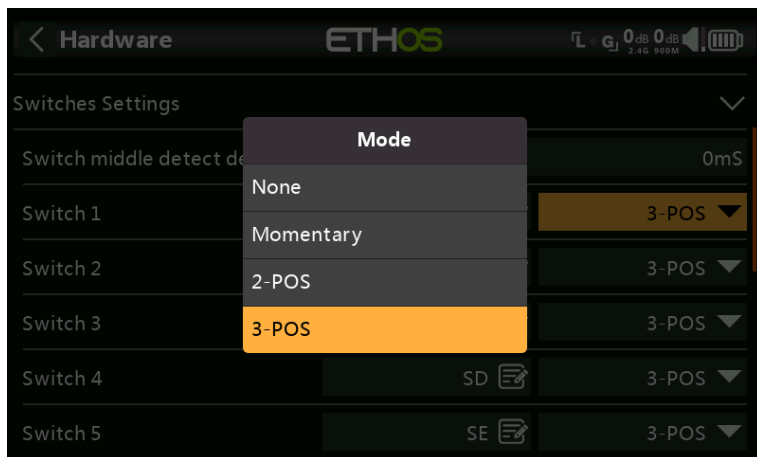 Hardware
ETHOS
L G 0dB 0dB
2.4G 900M
Switches Settings
Mode
Switch middle detect de
0mS
None
Switch 1
3-POS
Momentary
Switch 2
3-POS
2-POS
Switch 3
3-POS
3-POS
Switch 4
SD
3-POS
Switch 5
SE
3-POS